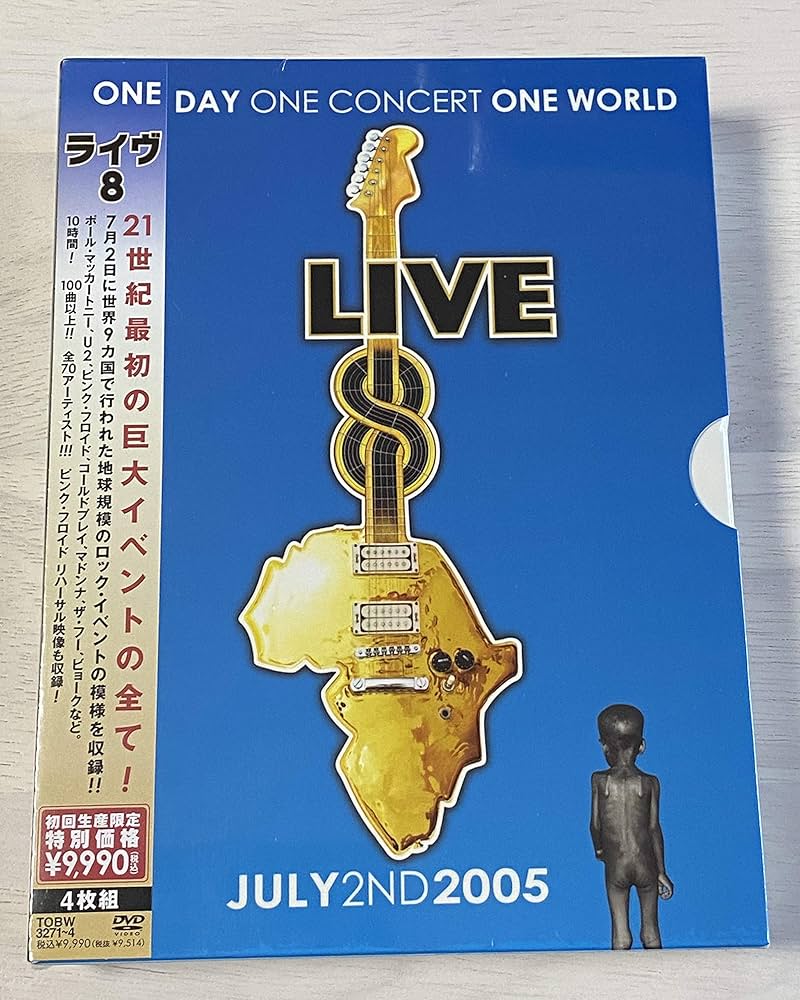 ONE DAY ONE CONCERT ONE WORLD
ライヴ
8
21世紀最初の巨大イベントの全て!
7月2日に世界9カ国で行われた地球規模のロック・イベントの模様を収録!!
ポール・マッカートニー、U2、ピンク・フロイド、コールドプレイ、マドンナ、ザ・フー、ビョークなど。
10時間! 100曲以上!! 全70アーティスト!!! ピンク・フロイド リハーサル映像も収録!
初回生産限定
特別価格
¥9,990(税込)
4枚組
TOBW
3271~4
DVD
VIDEO
税込¥9,990(税抜 ¥9,514)
LIVE
8
JULY2ND2005